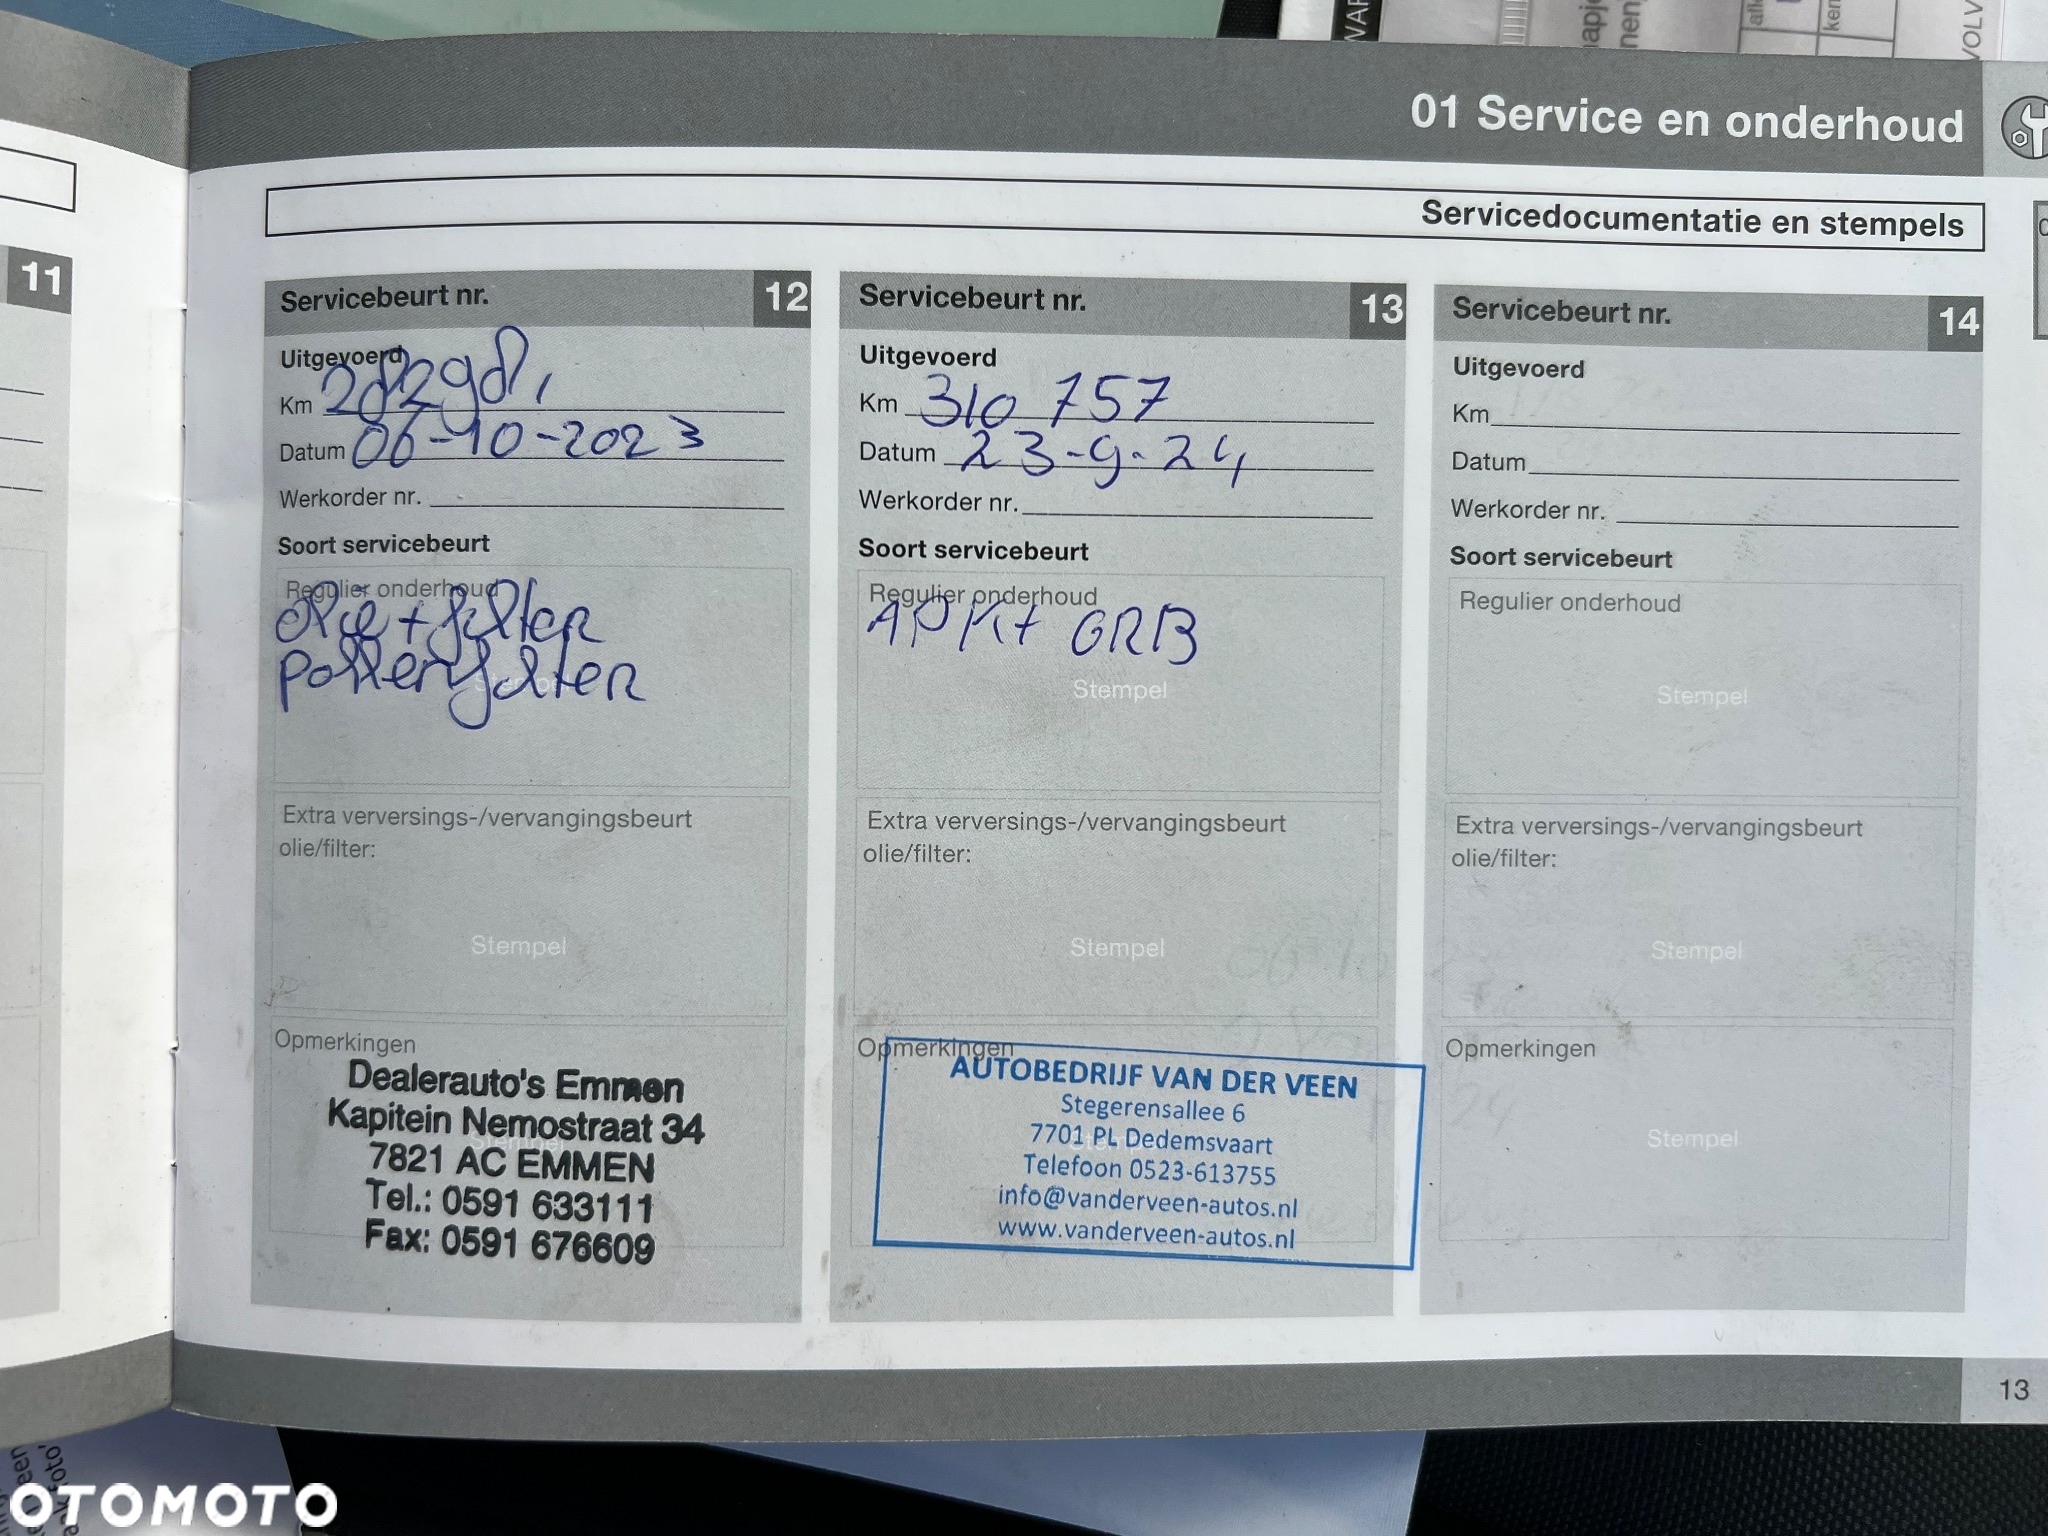 01 Service en onderhoud
Servicedocumentatie en stempels
11
Servicebeurt nr. 12
Uitgevoerd
Km
Datum 06-10-2023
Werkorder nr.
Soort servicebeurt
Regulier onderhoud
olie + filter
pollenfilter
Stempel
Extra verversings-/vervangingsbeurt
olie/filter:
Stempel
Opmerkingen
Dealerauto's Emmen
Kapitein Nemostraat 34
Stempel
7821 AC EMMEN
Tel.: 0591 633111
Fax: 0591 676609
Servicebeurt nr. 13
Uitgevoerd
Km 310 757
Datum 23-9-24
Werkorder nr.
Soort servicebeurt
Regulier onderhoud
APK+ GRB
Stempel
Extra verversings-/vervangingsbeurt
olie/filter:
Stempel
Opmerkingen
AUTOBEDRIJF VAN DER VEEN
Stegerensallee 6
7701 PL Dedemsvaart
Telefoon 0523-613755
info@vanderveen-autos.nl
www.vanderveen-autos.nl
Servicebeurt nr. 14
Uitgevoerd
Km
Datum
Werkorder nr.
Soort servicebeurt
Regulier onderhoud
Stempel
Extra verversings-/vervangingsbeurt
olie/filter:
Stempel
Opmerkingen
Stempel
13
OTOMOTO